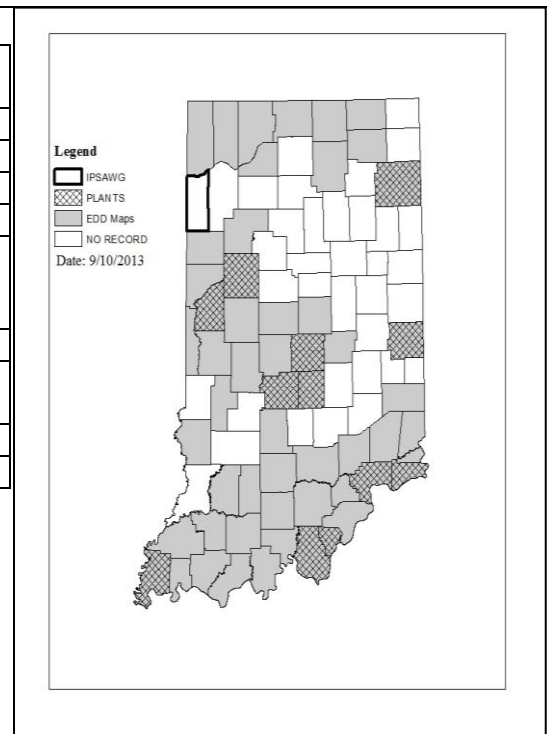 Legend
IPSAWG
PLANTS
EDD Maps
NO RECORD
Date: 9/10/2013